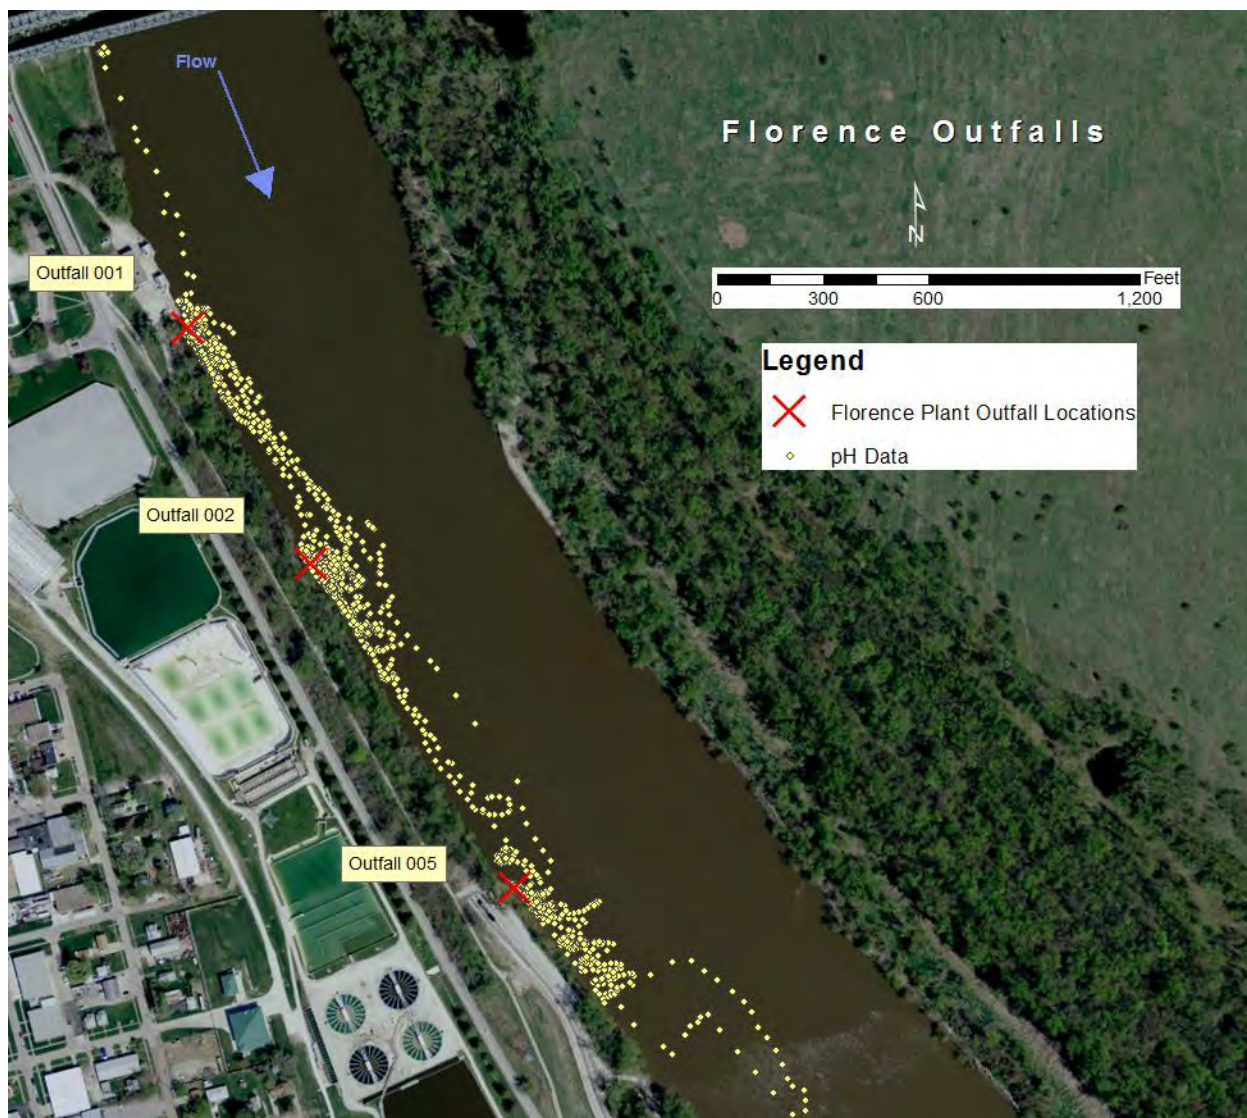 Flow
Florence Outfalls
N
Outfall 001
Feet
0 300 600 1,200
Legend
Florence Plant Outfall Locations
pH Data
Outfall 002
Outfall 005